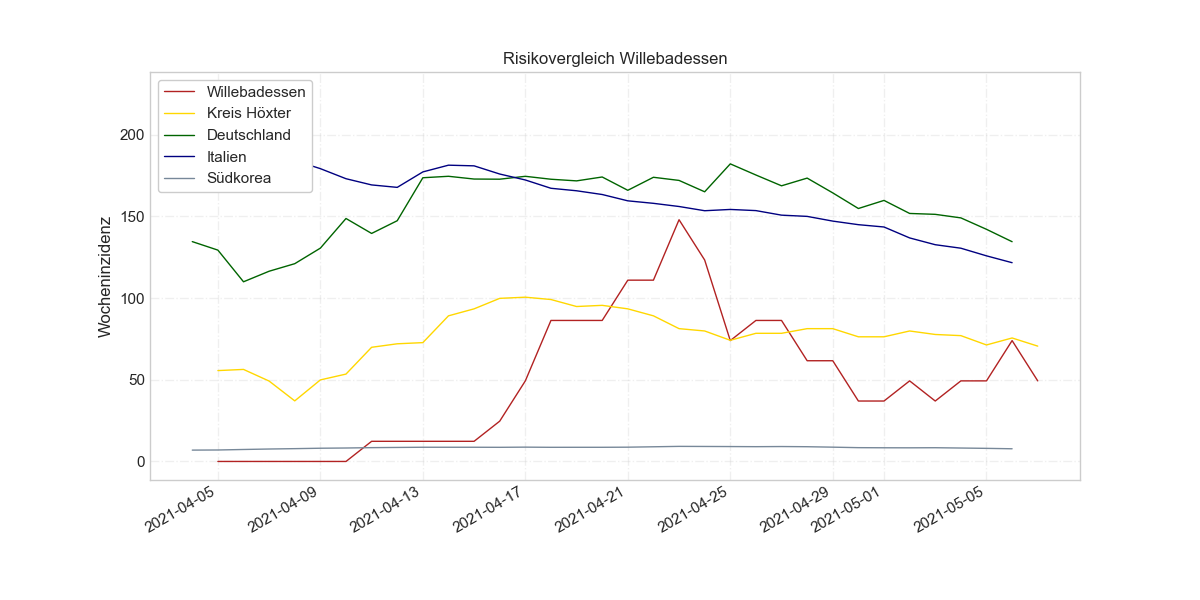 Risikovergleich Willebadessen
Willebadessen
Kreis Höxter
Deutschland
Italien
Südkorea
Wocheninzidenz
200
150
100
50
0
2021-04-05
2021-04-09
2021-04-13
2021-04-17
2021-04-21
2021-04-25
2021-04-29
2021-05-01
2021-05-05